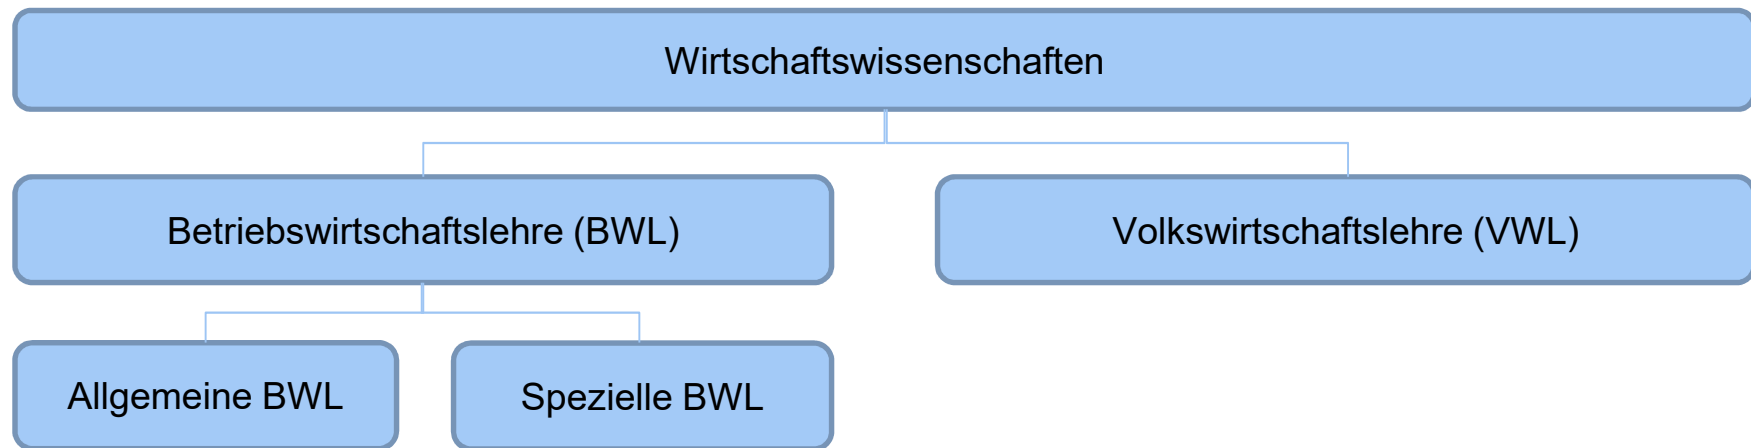 Wirtschaftswissenschaften
Betriebswirtschaftslehre (BWL)
Volkswirtschaftslehre (VWL)
Allgemeine BWL
Spezielle BWL